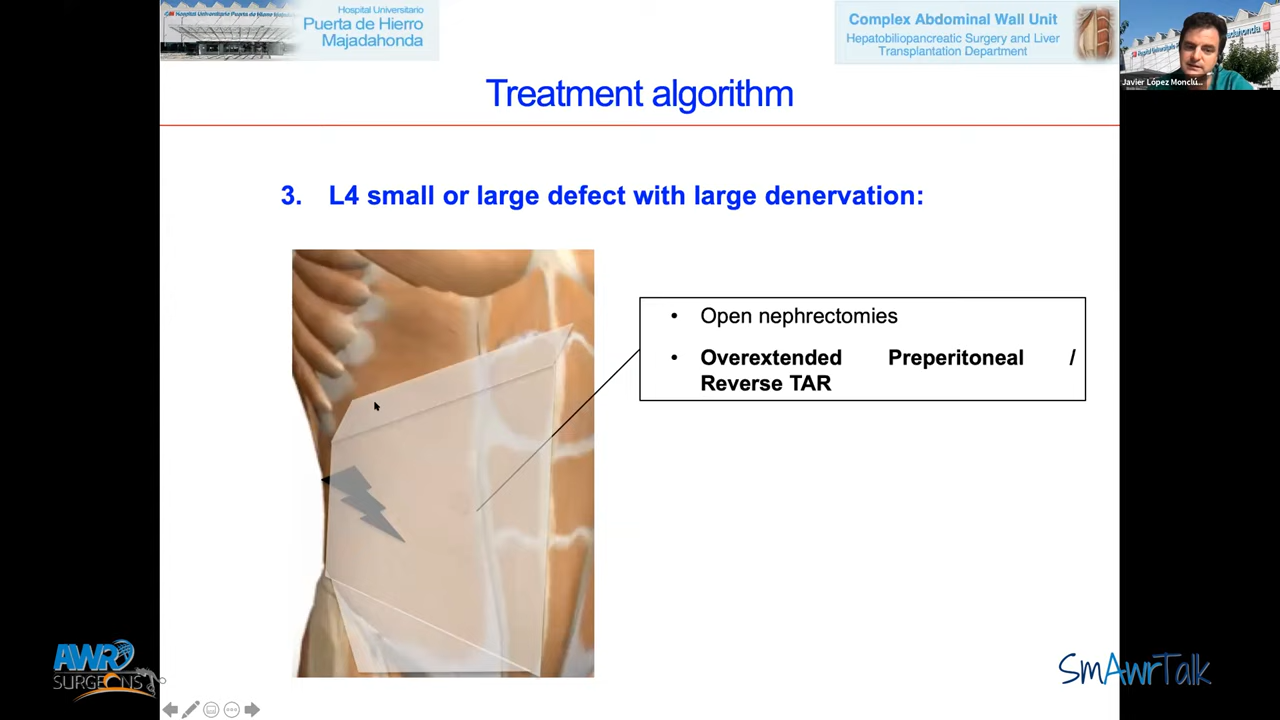 Hospital Universitario
Puerta de Hierro
Majadahonda
Complex Abdominal Wall Unit
Hepatobiliopancreatic Surgery and Liver
Transplantation Department
Javier López Monclú...
Treatment algorithm
3. L4 small or large defect with large denervation:
• Open nephrectomies
• Overextended Preperitoneal /
Reverse TAR
AWR
SURGEONS
SmAwrTalk